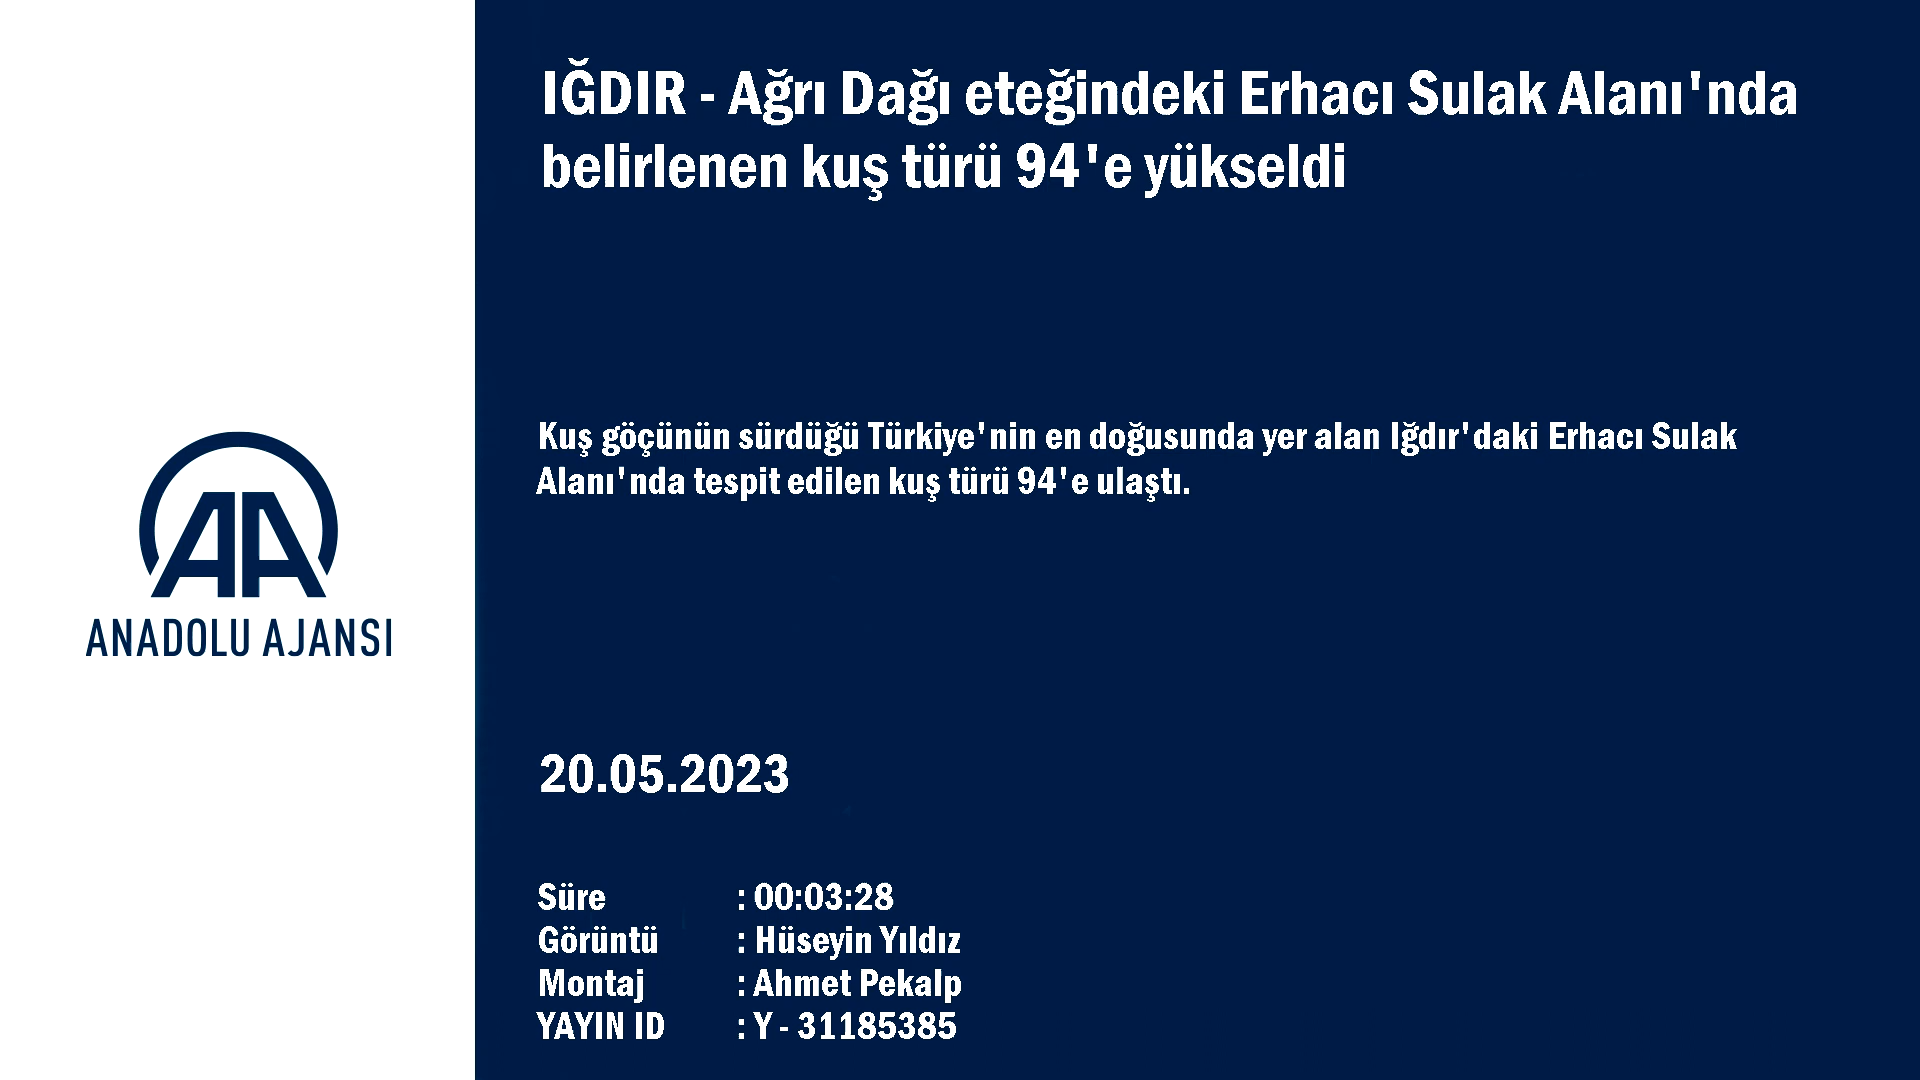 IĞDIR - Ağrı Dağı eteğindeki Erhacı Sulak Alanı'nda
belirlenen kuş türü 94'e yükseldi
Kuş göçünün sürdüğü Türkiye'nin en doğusunda yer alan Iğdır'daki Erhacı Sulak
Alanı'nda tespit edilen kuş türü 94'e ulaştı.
AA
ANADOLU AJANSI
20.05.2023
Süre : 00:03:28
Görüntü : Hüseyin Yıldız
Montaj : Ahmet Pekalp
YAYIN ID : Y - 31185385